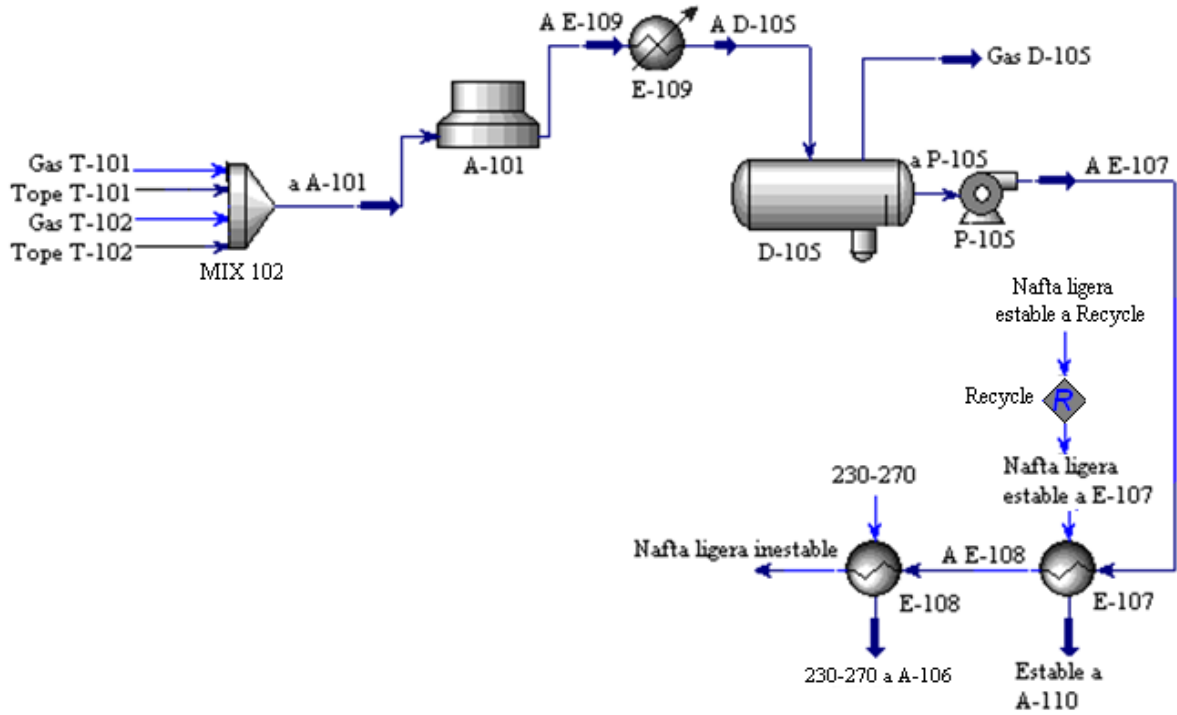 A E-109
A D-105
E-109
Gas D-105
A-101
Gas T-101
Tope T-101
Gas T-102
Tope T-102
a A-101
MIX 102
a P-105
A E-107
D-105
P-105
Nafta ligera
estable a Recycle
Recycle
R
230-270
Nafta ligera
estable a E-107
Nafta ligera inestable
A E-108
E-108
E-107
230-270 a A-106
Estable a
A-110